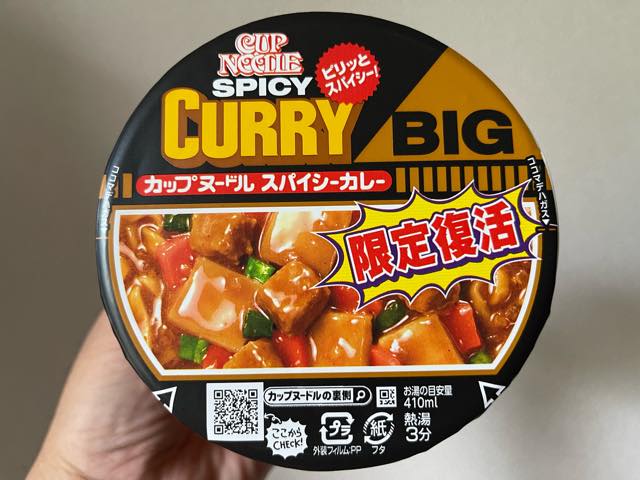 CUP
NOODLE
SPICY
CURRY
BIG
ピリッと
スパイシー!
カップヌードル スパイシーカレー
ココマデハガス▼
限定復活
カップヌードルの裏側
お湯の目安量
410ml
熱湯
3分
ここから
CHECK!
プラ
外装フィルム:PP
紙
フタ